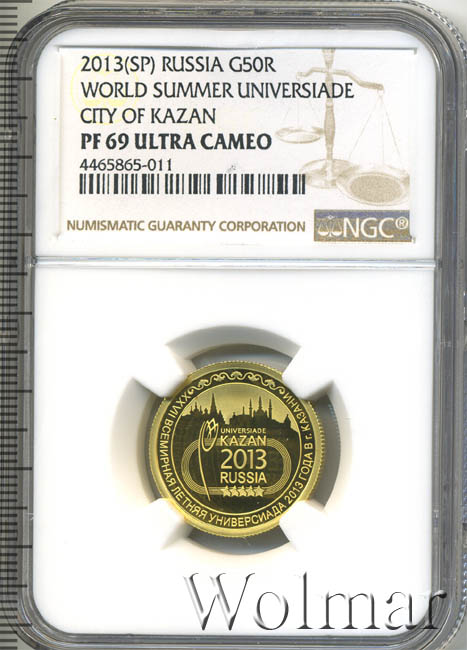 2013(SP) RUSSIA G50R
WORLD SUMMER UNIVERSIADE
CITY OF KAZAN
PF 69 ULTRA CAMEO
4465865-011
NUMISMATIC GUARANTY CORPORATION
NGC®
UNIVERSIADE
KAZAN
2013
RUSSIA
XXVII ВСЕМИРНАЯ ЛЕТНЯЯ УНИВЕРСИАДА 2013 ГОДА В г. КАЗАНИ
Wolmar